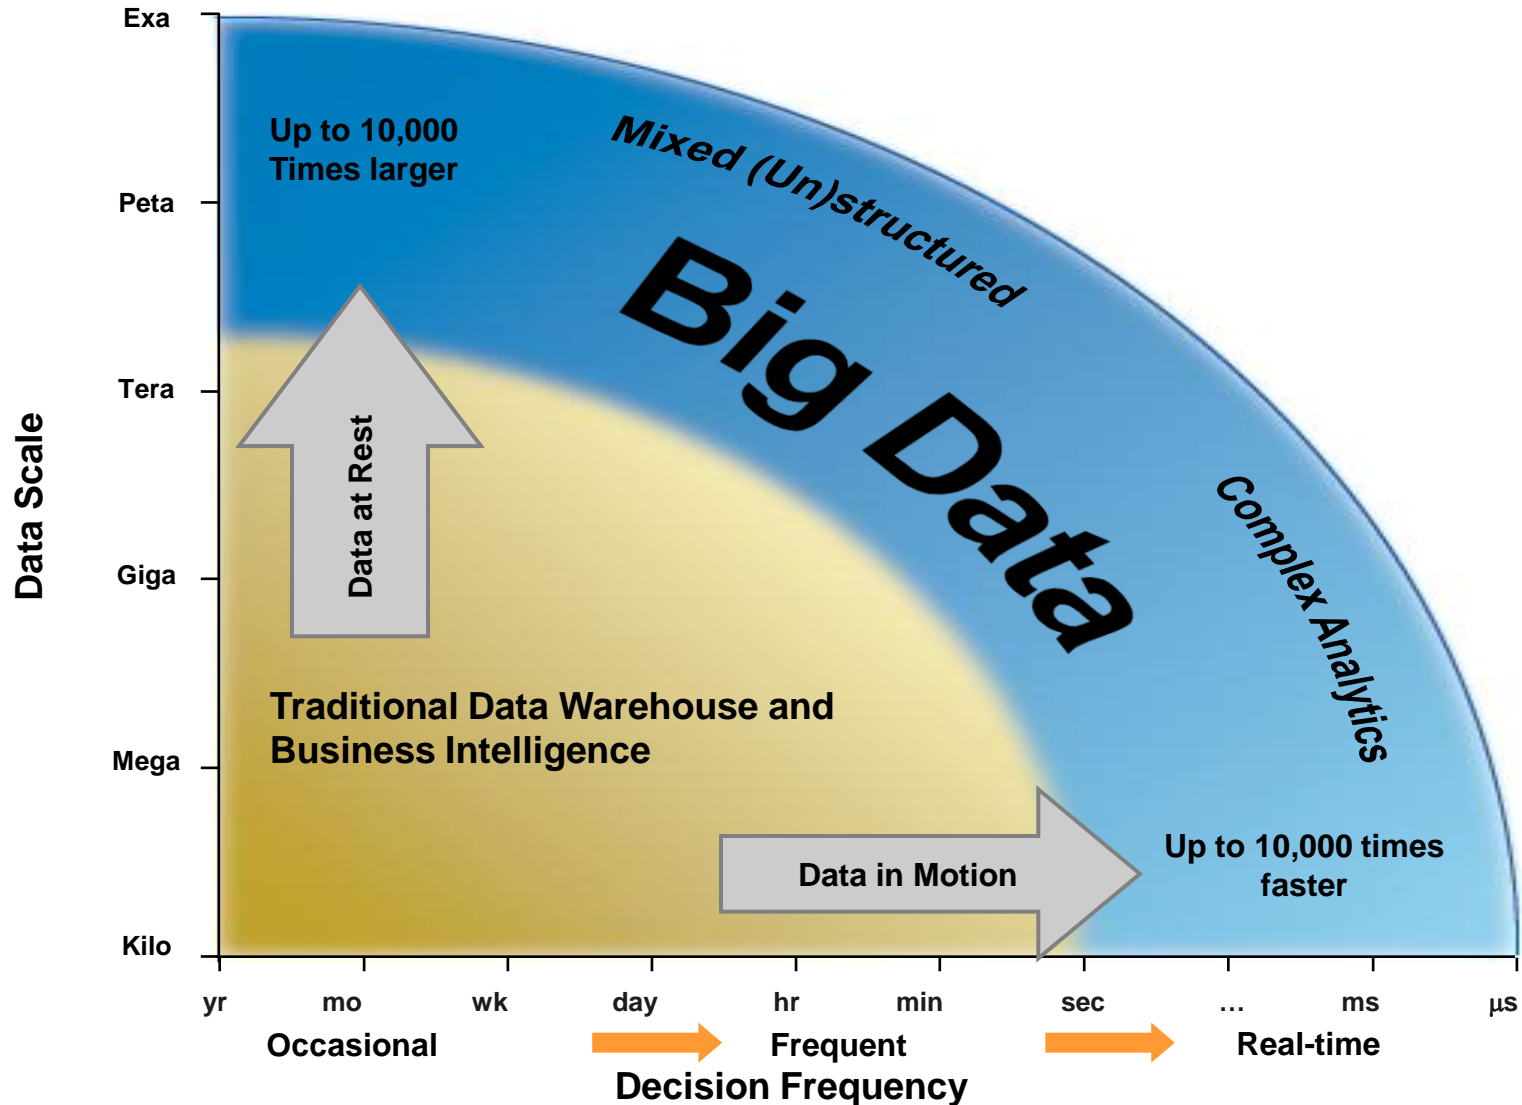 Exa
Up to 10,000
Times larger
Mixed (Un)structured
Peta
Big Data
Tera
Data at Rest
Data Scale
Complex Analytics
Giga
Traditional Data Warehouse and
Business Intelligence
Mega
Up to 10,000 times
faster
Data in Motion
Kilo
yr mo wk day hr min sec ... ms µs
Occasional Frequent Real-time
Decision Frequency